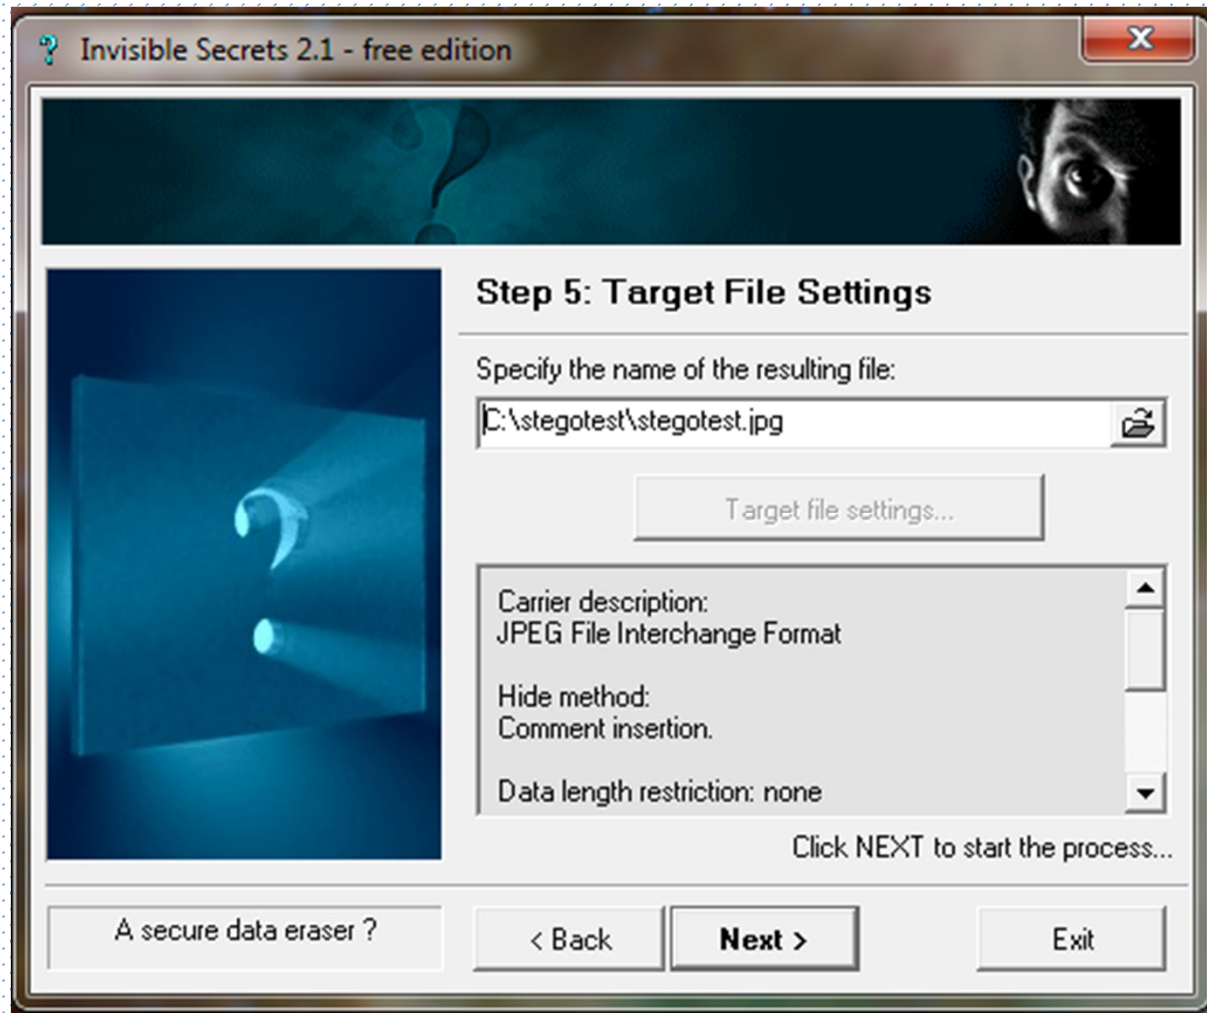 Invisible Secrets 2.1 - free edition
Step 5: Target File Settings
Specify the name of the resulting file:
C:\stegotest\stegotest.jpg
Target file settings...
Carrier description:
JPEG File Interchange Format
Hide method:
Comment insertion.
Data length restriction: none
Click NEXT to start the process...
A secure data eraser ?
< Back
Next >
Exit